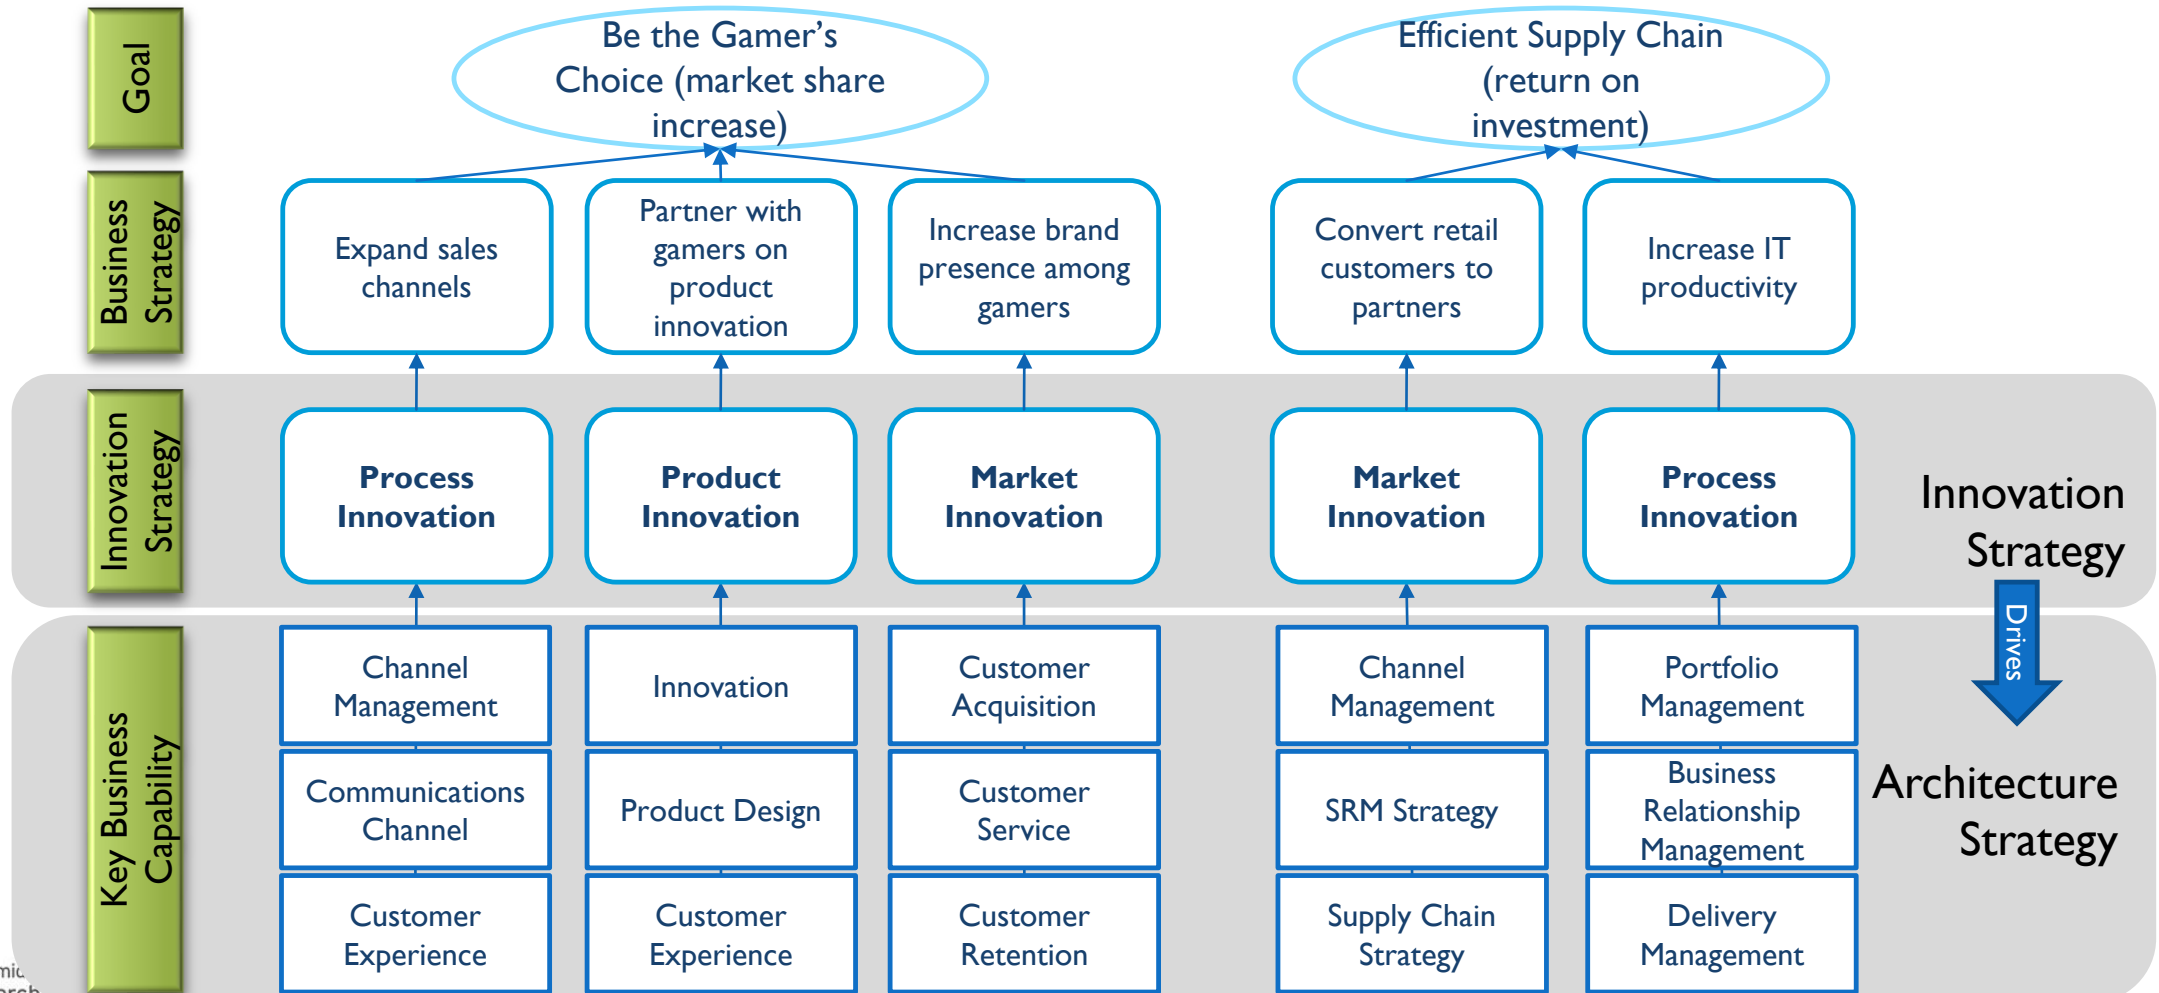 Goal
Be the Gamer's
Choice (market share
increase)
Efficient Supply Chain
(return on
investment)
Business
Strategy
Expand sales
channels
Partner with
gamers on
product
innovation
Increase brand
presence among
gamers
Convert retail
customers to
partners
Increase IT
productivity
Innovation
Strategy
Process
Innovation
Product
Innovation
Market
Innovation
Market
Innovation
Process
Innovation
Innovation
Strategy
Drives
Architecture
Strategy
Key Business
Capability
Channel
Management
Innovation
Customer
Acquisition
Channel
Management
Portfolio
Management
Communications
Channel
Product Design
Customer
Service
SRM Strategy
Business
Relationship
Management
Customer
Experience
Customer
Experience
Customer
Retention
Supply Chain
Strategy
Delivery
Management